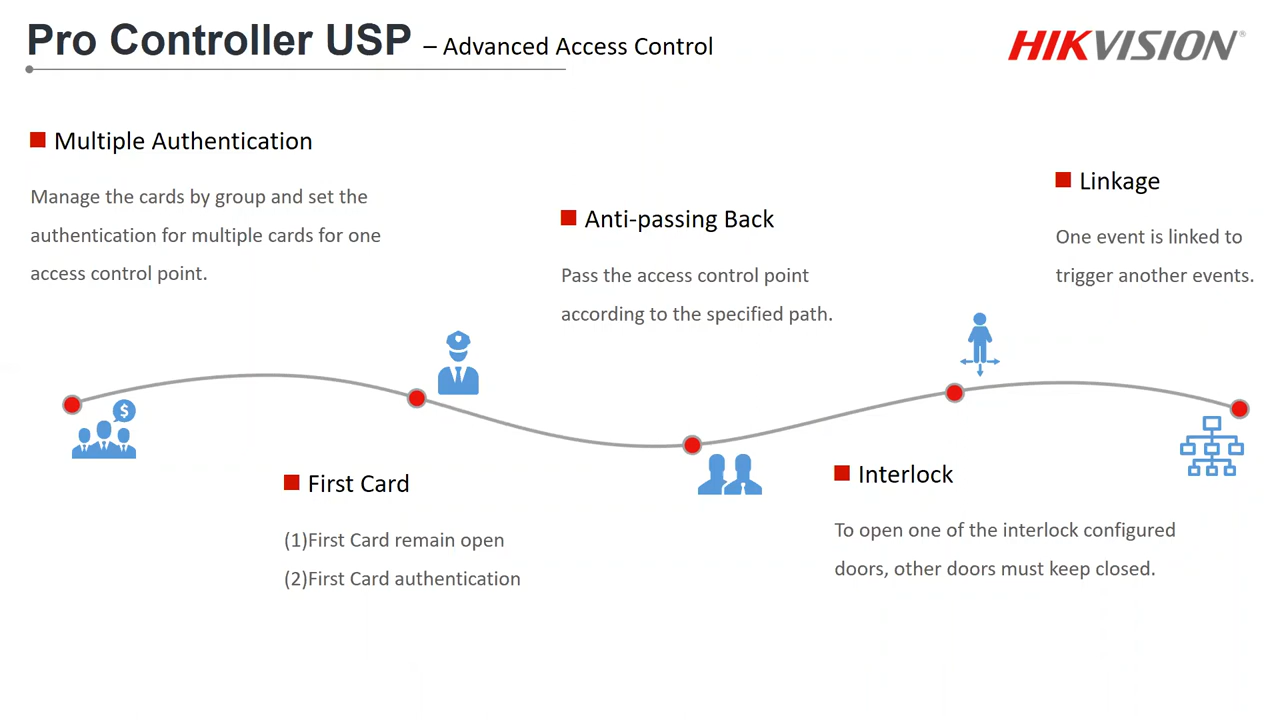 Pro Controller USP – Advanced Access Control
HIKVISION®
Multiple Authentication
Manage the cards by group and set the
authentication for multiple cards for one
access control point.
Anti-passing Back
Pass the access control point
according to the specified path.
Linkage
One event is linked to
trigger another events.
$
First Card
(1)First Card remain open
(2)First Card authentication
Interlock
To open one of the interlock configured
doors, other doors must keep closed.